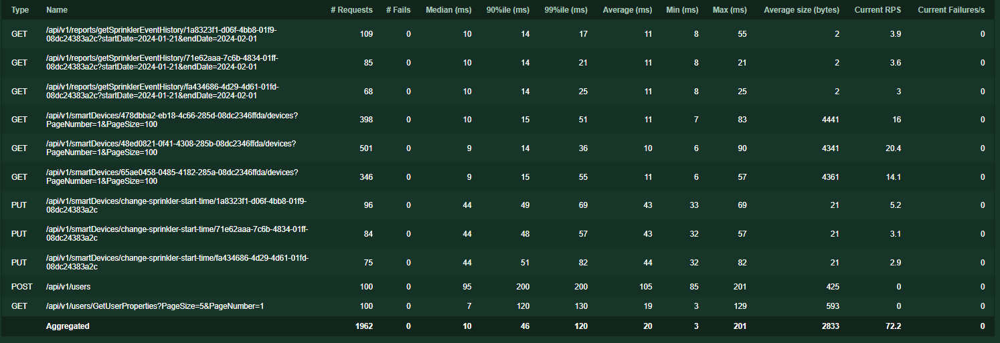 Type Name # Requests # Fails Median (ms) 90%ile (ms) 99%ile (ms) Average (ms) Min (ms) Max (ms) Average size (bytes) Current RPS Current Failures/s
GET /api/v1/reports/getSprinklerEventHistory/1a8323f1-d06f-4bb8-01f9- 109 0 10 14 17 11 8 55 2 3.9 0
08dc24383a2c?startDate=2024-01-21&endDate=2024-02-01
GET /api/v1/reports/getSprinklerEventHistory/71e62aaa-7c6b-4834-01ff- 85 0 10 14 21 11 8 21 2 3.6 0
08dc24383a2c?startDate=2024-01-21&endDate=2024-02-01
GET /api/v1/reports/getSprinklerEventHistory/fa434686-4d29-4d61-01fd- 68 0 10 14 25 11 8 25 2 3 0
08dc24383a2c?startDate=2024-01-21&endDate=2024-02-01
GET /api/v1/smartDevices/478dbba2-eb18-4c66-285d-08dc2346ffda/devices? 398 0 10 15 51 11 7 83 4441 16 0
PageNumber=1&PageSize=100
GET /api/v1/smartDevices/48ed0821-0f41-4308-285b-08dc2346ffda/devices? 501 0 9 14 36 10 6 90 4341 20.4 0
PageNumber=1&PageSize=100
GET /api/v1/smartDevices/65ae0458-0485-4182-285a-08dc2346ffda/devices? 346 0 9 15 55 11 6 57 4361 14.1 0
PageNumber=1&PageSize=100
PUT /api/v1/smartDevices/change-sprinkler-start-time/1a8323f1-d06f-4bb8-01f9- 96 0 44 49 69 43 33 69 21 5.2 0
08dc24383a2c
PUT /api/v1/smartDevices/change-sprinkler-start-time/71e62aaa-7c6b-4834-01ff- 84 0 44 48 57 43 32 57 21 3.1 0
08dc24383a2c
PUT /api/v1/smartDevices/change-sprinkler-start-time/fa434686-4d29-4d61-01fd- 75 0 44 51 82 44 32 82 21 2.9 0
08dc24383a2c
POST /api/v1/users 100 0 95 200 200 105 85 201 425 0 0
GET /api/v1/users/GetUserProperties?PageSize=5&PageNumber=1 100 0 7 120 130 19 3 129 593 0 0
Aggregated 1962 0 10 46 120 20 3 201 2833 72.2 0